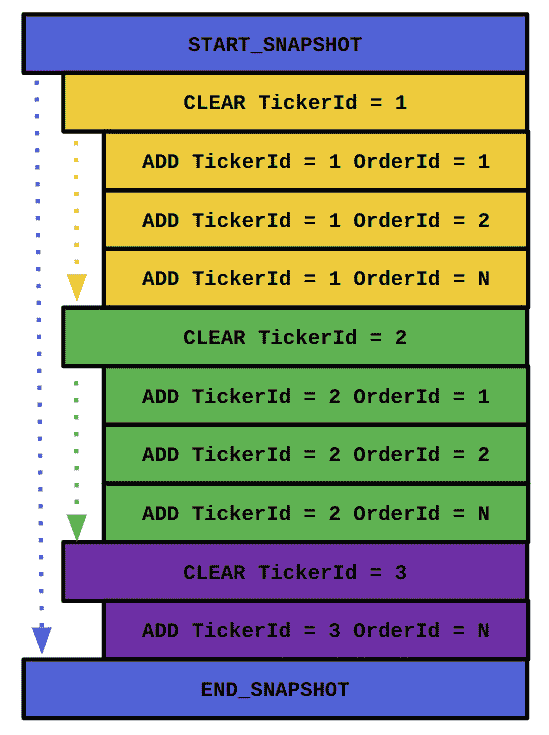 START_SNAPSHOT
CLEAR TickerId = 1
ADD TickerId = 1 OrderId = 1
ADD TickerId = 1 OrderId = 2
ADD TickerId = 1 OrderId = N
CLEAR TickerId = 2
ADD TickerId = 2 OrderId = 1
ADD TickerId = 2 OrderId = 2
ADD TickerId = 2 OrderId = N
CLEAR TickerId = 3
ADD TickerId = 3 OrderId = N
END_SNAPSHOT